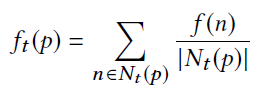 f_t(p) = \sum_{n \in N_t(p)} \frac{f(n)}{|N_t(p)|}